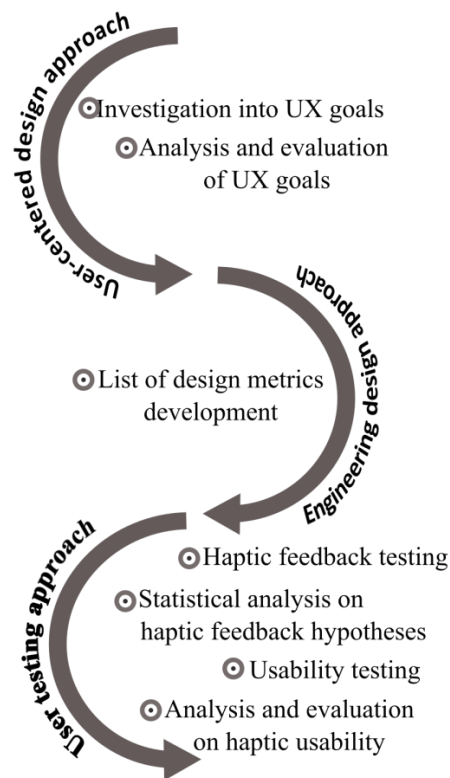 User-centered design approach
Investigation into UX goals
Analysis and evaluation
of UX goals
Engineering design approach
List of design metrics
development
User testing approach
Haptic feedback testing
Statistical analysis on
haptic feedback hypotheses
Usability testing
Analysis and evaluation
on haptic usability